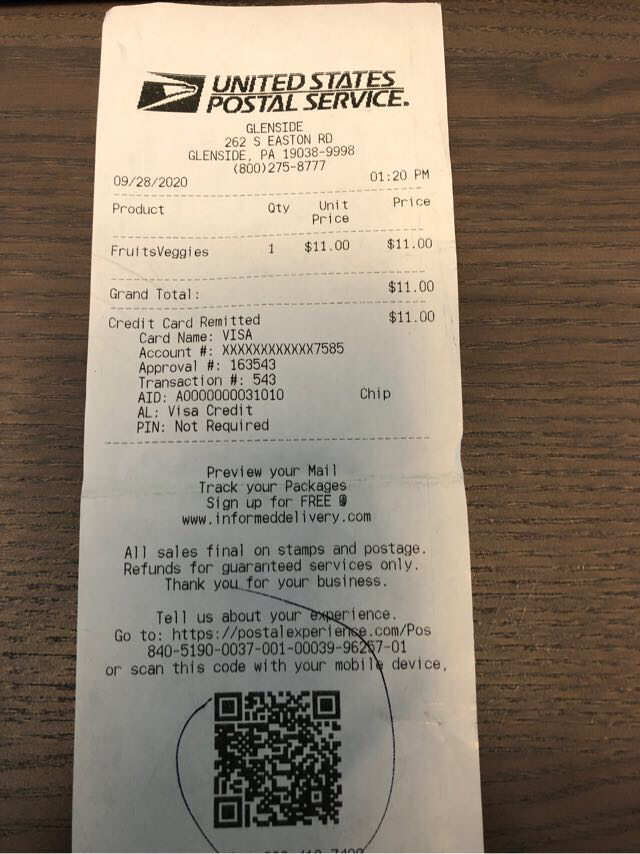 UNITED STATES
POSTAL SERVICE.
GLENSIDE
262 S EASTON RD
GLENSIDE, PA 19038-9998
(800)275-8777
09/28/2020 01:20 PM
Product Qty Unit Price Price
FruitsVeggies 1 $11.00 $11.00
Grand Total: $11.00
Credit Card Remitted $11.00
Card Name: VISA
Account #: XXXXXXXXXXXX7585
Approval #: 163543
Transaction #: 543
AID: A0000000031010 Chip
AL: Visa Credit
PIN: Not Required
Preview your Mail
Track your Packages
Sign up for FREE @
www.informeddelivery.com
All sales final on stamps and postage.
Refunds for guaranteed services only.
Thank you for your business.
Tell us about your experience.
Go to: https://postalexperience.com/Pos
840-5190-0037-001-00039-96257-01
or scan this code with your mobile device,